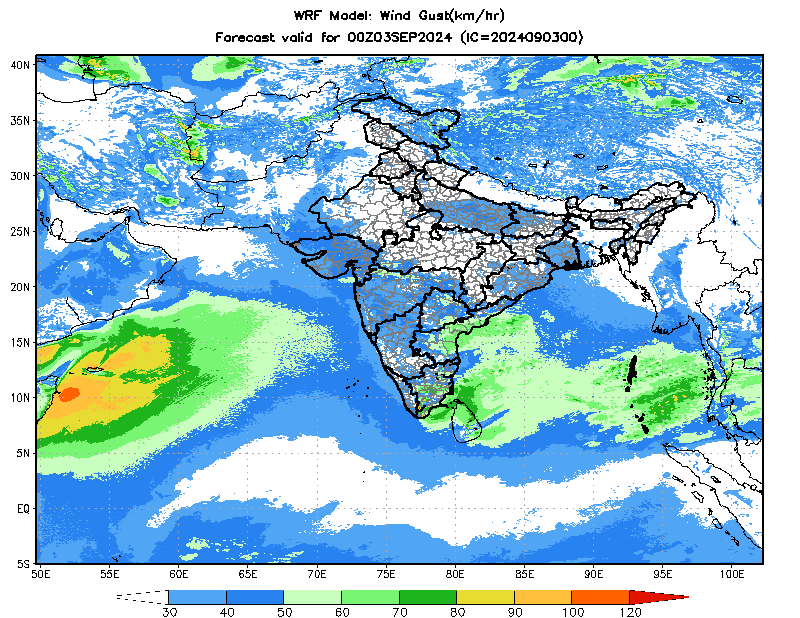 WRF Model: Wind Gust(km/hr)
Forecast valid for 00Z03SEP2024 (IC=2024090300)
40N
35N
30N
25N
20N
15N
10N
5N
EQ
5S
50E 55E 60E 65E 70E 75E 80E 85E 90E 95E 100E
30 40 50 60 70 80 90 100 120